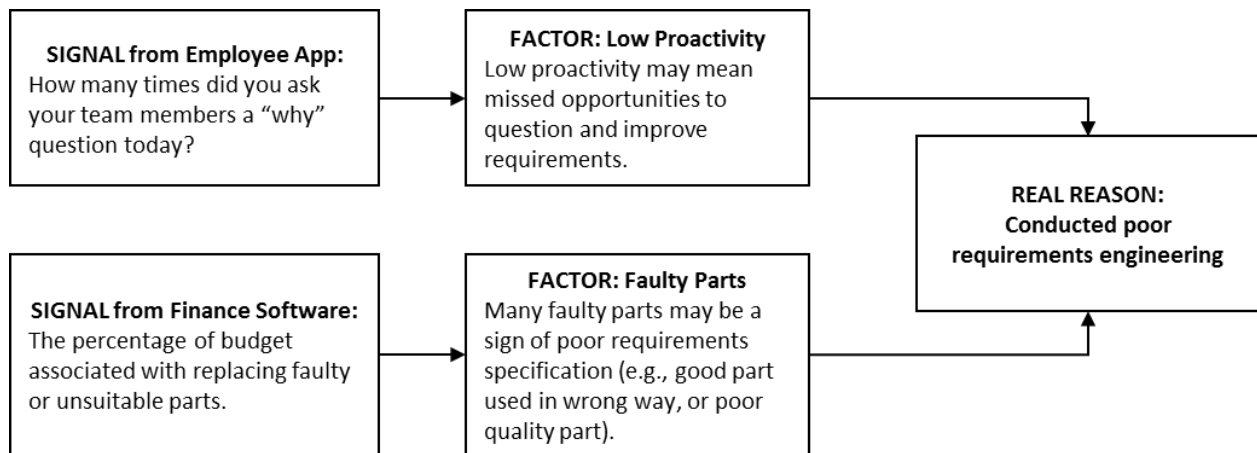 SIGNAL from Employee App:
How many times did you ask
your team members a “why”
question today?
FACTOR: Low Proactivity
Low proactivity may mean
missed opportunities to
question and improve
requirements.
REAL REASON:
Conducted poor
requirements engineering
SIGNAL from Finance Software:
The percentage of budget
associated with replacing faulty
or unsuitable parts.
FACTOR: Faulty Parts
Many faulty parts may be a
sign of poor requirements
specification (e.g., good part
used in wrong way, or poor
quality part).